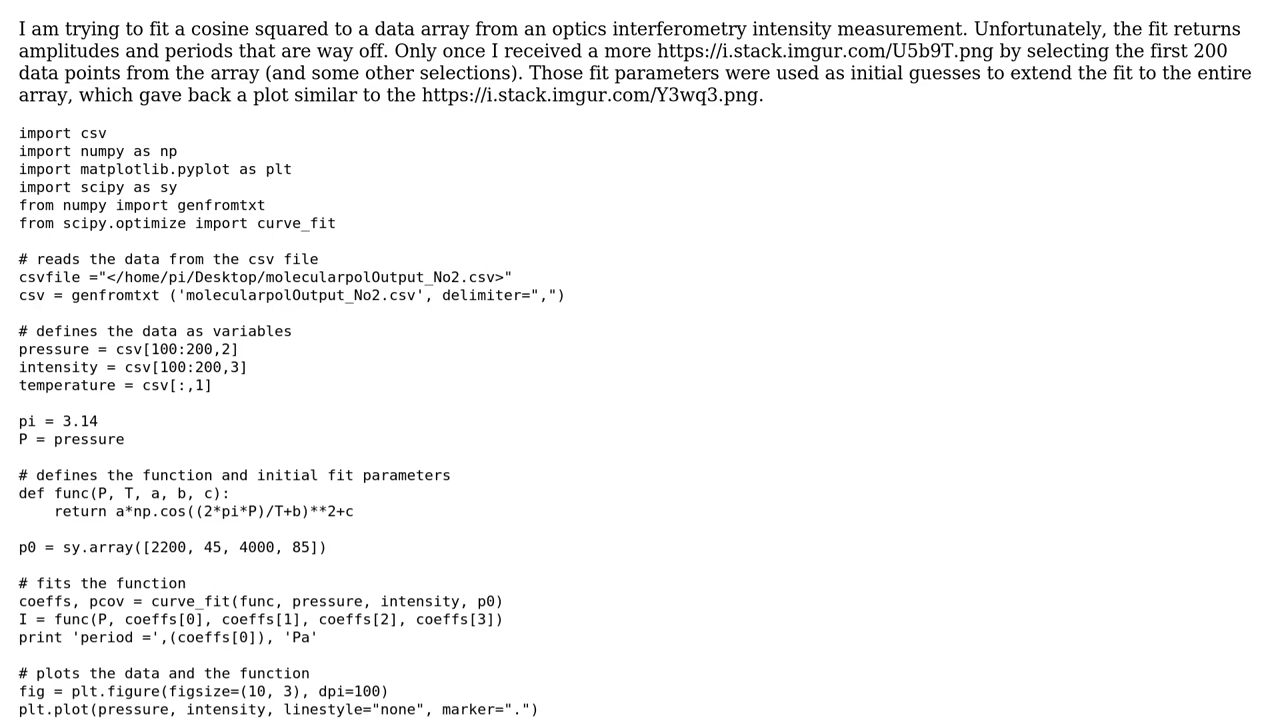 I am trying to fit a cosine squared to a data array from an optics interferometry intensity measurement. Unfortunately, the fit returns
amplitudes and periods that are way off. Only once I received a more https://i.stack.imgur.com/U5b9T.png by selecting the first 200
data points from the array (and some other selections). Those fit parameters were used as initial guesses to extend the fit to the entire
array, which gave back a plot similar to the https://i.stack.imgur.com/Y3wq3.png.
import csv
import numpy as np
import matplotlib.pyplot as plt
import scipy as sy
from numpy import genfromtxt
from scipy.optimize import curve_fit
# reads the data from the csv file
csvfile ="</home/pi/Desktop/molecularpolOutput_No2.csv>"
csv = genfromtxt ('molecularpolOutput_No2.csv', delimiter=",")
# defines the data as variables
pressure = csv[100:200,2]
intensity = csv[100:200,3]
temperature = csv[:,1]
pi = 3.14
P = pressure
# defines the function and initial fit parameters
def func(P, T, a, b, c):
    return a*np.cos((2*pi*P)/T+b)**2+c
p0 = sy.array([2200, 45, 4000, 85])
# fits the function
coeffs, pcov = curve_fit(func, pressure, intensity, p0)
I = func(P, coeffs[0], coeffs[1], coeffs[2], coeffs[3])
print 'period =',(coeffs[0]), 'Pa'
# plots the data and the function
fig = plt.figure(figsize=(10, 3), dpi=100)
plt.plot(pressure, intensity, linestyle="none", marker=".")